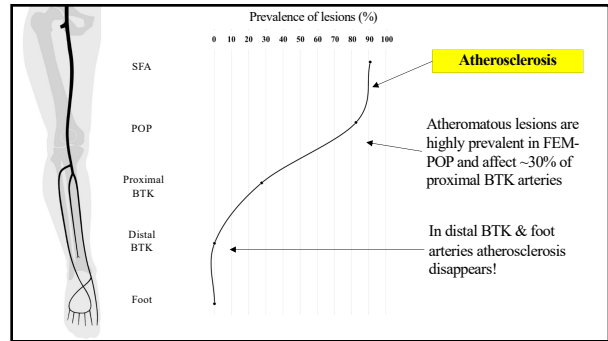 Prevalence of lesions (%)
0 10 20 30 40 50 60 70 80 90 100
SFA
Atherosclerosis
POP
Atheromatous lesions are
highly prevalent in FEM-
POP and affect ~30% of
proximal BTK arteries
Proximal
BTK
Distal
BTK
In distal BTK & foot
arteries atherosclerosis
disappears!
Foot